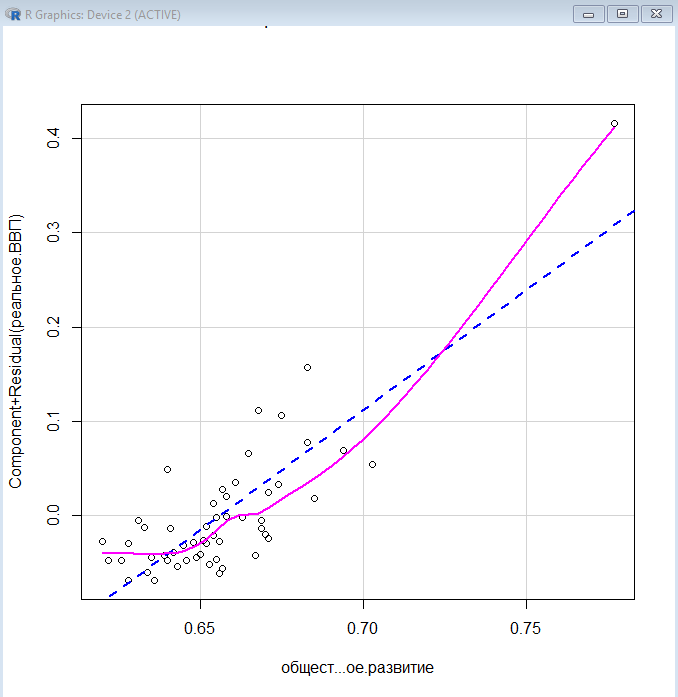 R Graphics: Device 2 (ACTIVE)
Component+Residual(реальное.ВВП)
0.4
0.3
0.2
0.1
0.0
0.65 0.70 0.75
общест...ое.развитие